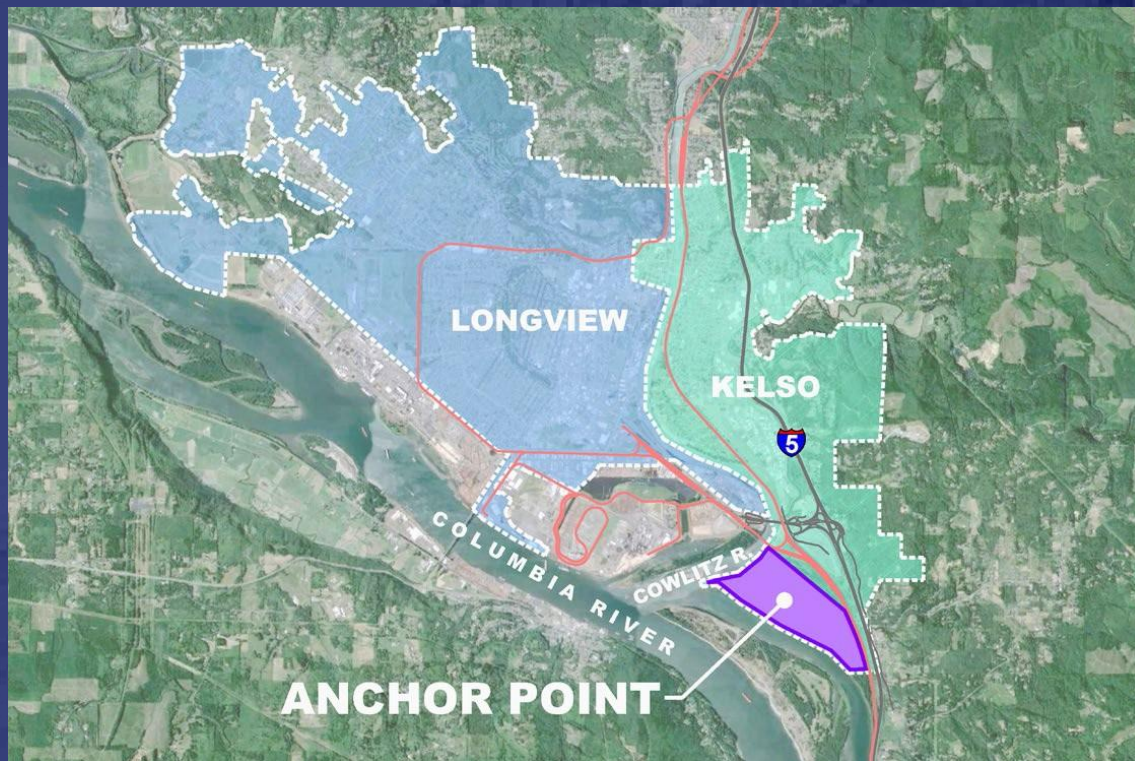 LONGVIEW
KELSO
5
COLUMBIA RIVER
COWLITZ R.
ANCHOR POINT